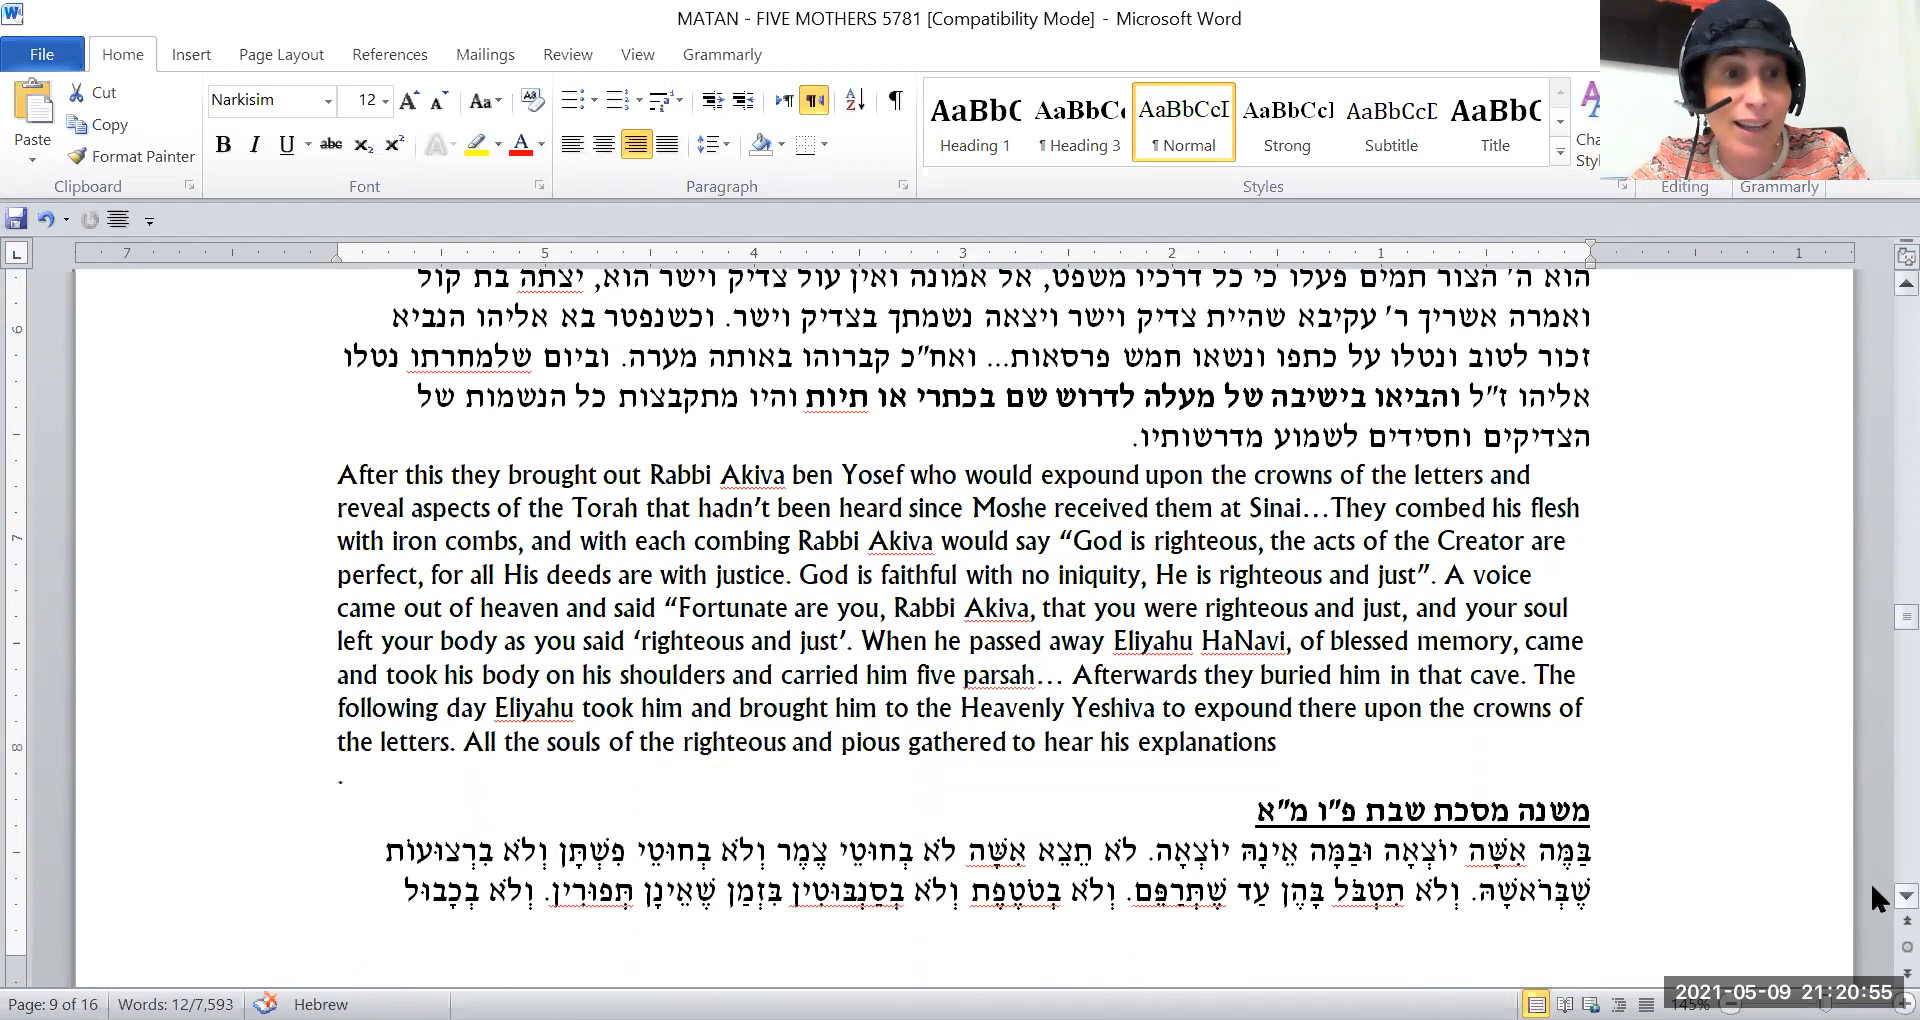 MATAN - FIVE MOTHERS 5781 [Compatibility Mode] - Microsoft Word
File Home Insert Page Layout References Mailings Review View Grammarly
Paste
Cut
Copy
Format Painter
Clipboard
Narkisim 12
Font
Paragraph
AaBbC AaBbCc AaBbCcD AaBbCcl AaBbCcD AaBbC
Heading 1 ¶ Heading 3 ¶ Normal Strong Subtitle Title
Styles
Editing Grammarly
7 5 4 3 2 1 1
הוא ה' הצור תמים פעלו כי כל דרכיו משפט, אל אמונה ואין עול צדיק וישר הוא, יצתה בת קול
ואמרה אשריך ר' עקיבא שהיית צדיק וישר ויצאה נשמתך בצדיק וישר. וכשנפטר בא אליהו הנביא
זכור לטוב ונטלו על כתפו ונשאו חמש פרסאות... ואח"כ קברוהו באותה מערה. וביום שלמחרתו נטלו
אליהו ז"ל והביאו בישיבה של מעלה לדרוש שם בכתרי או תיות והיו מתקבצות כל הנשמות של
הצדיקים וחסידים לשמוע מדרשותיו.
After this they brought out Rabbi Akiva ben Yosef who would expound upon the crowns of the letters and
reveal aspects of the Torah that hadn't been heard since Moshe received them at Sinai...They combed his flesh
with iron combs, and with each combing Rabbi Akiva would say “God is righteous, the acts of the Creator are
perfect, for all His deeds are with justice. God is faithful with no iniquity, He is righteous and just”. A voice
came out of heaven and said “Fortunate are you, Rabbi Akiva, that you were righteous and just, and your soul
left your body as you said ‘righteous and just’. When he passed away Eliyahu HaNavi, of blessed memory, came
and took his body on his shoulders and carried him five parsah... Afterwards they buried him in that cave. The
following day Eliyahu took him and brought him to the Heavenly Yeshiva to expound there upon the crowns of
the letters. All the souls of the righteous and pious gathered to hear his explanations
.
משנה מסכת שבת פ"ו מ"א
בַּמֶּה אִשָּׁה יוֹצְאָה וּבַמָּה אֵינָהּ יוֹצְאָה. לֹא תֵצֵא אִשָּׁה לֹא בְחוּטֵי צֶמֶר וְלֹא בְחוּטֵי פִשְׁתָּן וְלֹא בִרְצוּעוֹת
שֶׁבְּרֹאשָׁהּ. וְלֹא תִטְבֹּל בָּהֶן עַד שֶׁתְּרַפֵּם. וְלֹא בְטֹטֶפֶת וְלֹא בְסַנְבּוּטִין בִּזְמַן שֶׁאֵינָן תְּפוּרִין. וְלֹא בְכָבוּל
Page: 9 of 16 Words: 12/7,593 Hebrew 145%
2021-05-09 21:20:55